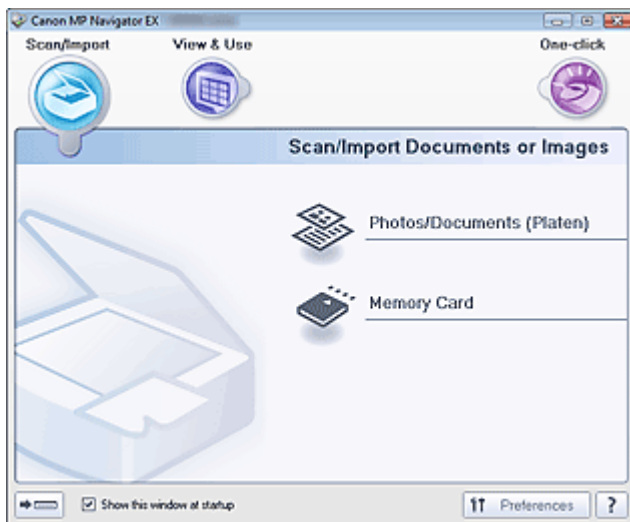 Canon MP Navigator EX
Scan/Import View & Use One-click
Scan/Import Documents or Images
Photos/Documents (Platen)
Memory Card
Show this window at startup Preferences ?